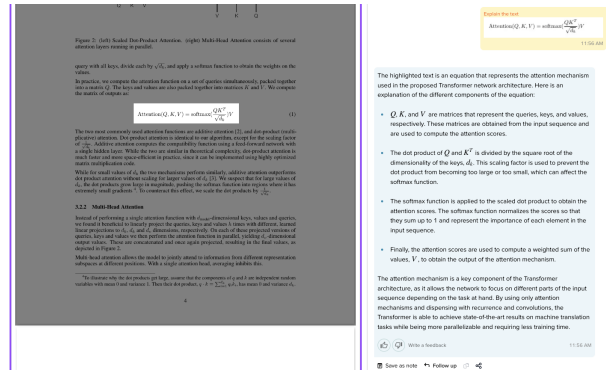 Q K V
V K Q
Figure 2: (left) Scaled Dot-Product Attention. (right) Multi-Head Attention consists of several
attention layers running in parallel.
query with all keys, divide each by √dₖ, and apply a softmax function to obtain the weights on the
values.
In practice, we compute the attention function on a set of queries simultaneously, packed together
into a matrix Q. The keys and values are also packed together into matrices K and V. We compute
the matrix of outputs as:
Attention(Q, K, V) = softmax(QKᵀ/√dₖ)V (1)
The two most commonly used attention functions are additive attention [2], and dot-product (multi-
plicative) attention. Dot-product attention is identical to our algorithm, except for the scaling factor
of 1/√dₖ. Additive attention computes the compatibility function using a feed-forward network with
a single hidden layer. While the two are similar in theoretical complexity, dot-product attention is
much faster and more space-efficient in practice, since it can be implemented using highly optimized
matrix multiplication code.
While for small values of dₖ the two mechanisms perform similarly, additive attention outperforms
dot product attention without scaling for larger values of dₖ [3]. We suspect that for large values of
dₖ, the dot products grow large in magnitude, pushing the softmax function into regions where it has
extremely small gradients ⁴. To counteract this effect, we scale the dot products by 1/√dₖ.
3.2.2 Multi-Head Attention
Instead of performing a single attention function with d_model-dimensional keys, values and queries,
we found it beneficial to linearly project the queries, keys and values h times with different, learned
linear projections to dₖ, dₖ and dᵥ dimensions, respectively. On each of these projected versions of
queries, keys and values we then perform the attention function in parallel, yielding dᵥ-dimensional
output values. These are concatenated and once again projected, resulting in the final values, as
depicted in Figure 2.
Multi-head attention allows the model to jointly attend to information from different representation
subspaces at different positions. With a single attention head, averaging inhibits this.
⁴To illustrate why the dot products get large, assume that the components of q and k are independent random
variables with mean 0 and variance 1. Then their dot product, q · k = Σ qᵢkᵢ, has mean 0 and variance dₖ.
4
Explain the text
Attention(Q, K, V) = softmax(QKᵀ/√dₖ)
11:56 AM
The highlighted text is an equation that represents the attention mechanism
used in the proposed Transformer network architecture. Here is an
explanation of the different components of the equation:
• Q, K, and V are matrices that represent the queries, keys, and values,
respectively. These matrices are obtained from the input sequence and
are used to compute the attention scores.
• The dot product of Q and Kᵀ is divided by the square root of the
dimensionality of the keys, dₖ. This scaling factor is used to prevent the
dot product from becoming too large or too small, which can affect the
softmax function.
• The softmax function is applied to the scaled dot product to obtain the
attention scores. The softmax function normalizes the scores so that
they sum up to 1 and represent the importance of each element in the
input sequence.
• Finally, the attention scores are used to compute a weighted sum of the
values, V, to obtain the output of the attention mechanism.
The attention mechanism is a key component of the Transformer
architecture, as it allows the network to focus on different parts of the input
sequence depending on the task at hand. By using only attention
mechanisms and dispensing with recurrence and convolutions, the
Transformer is able to achieve state-of-the-art results on machine translation
tasks while being more parallelizable and requiring less training time.
Write a feedback
11:56 AM
Save as note Follow up